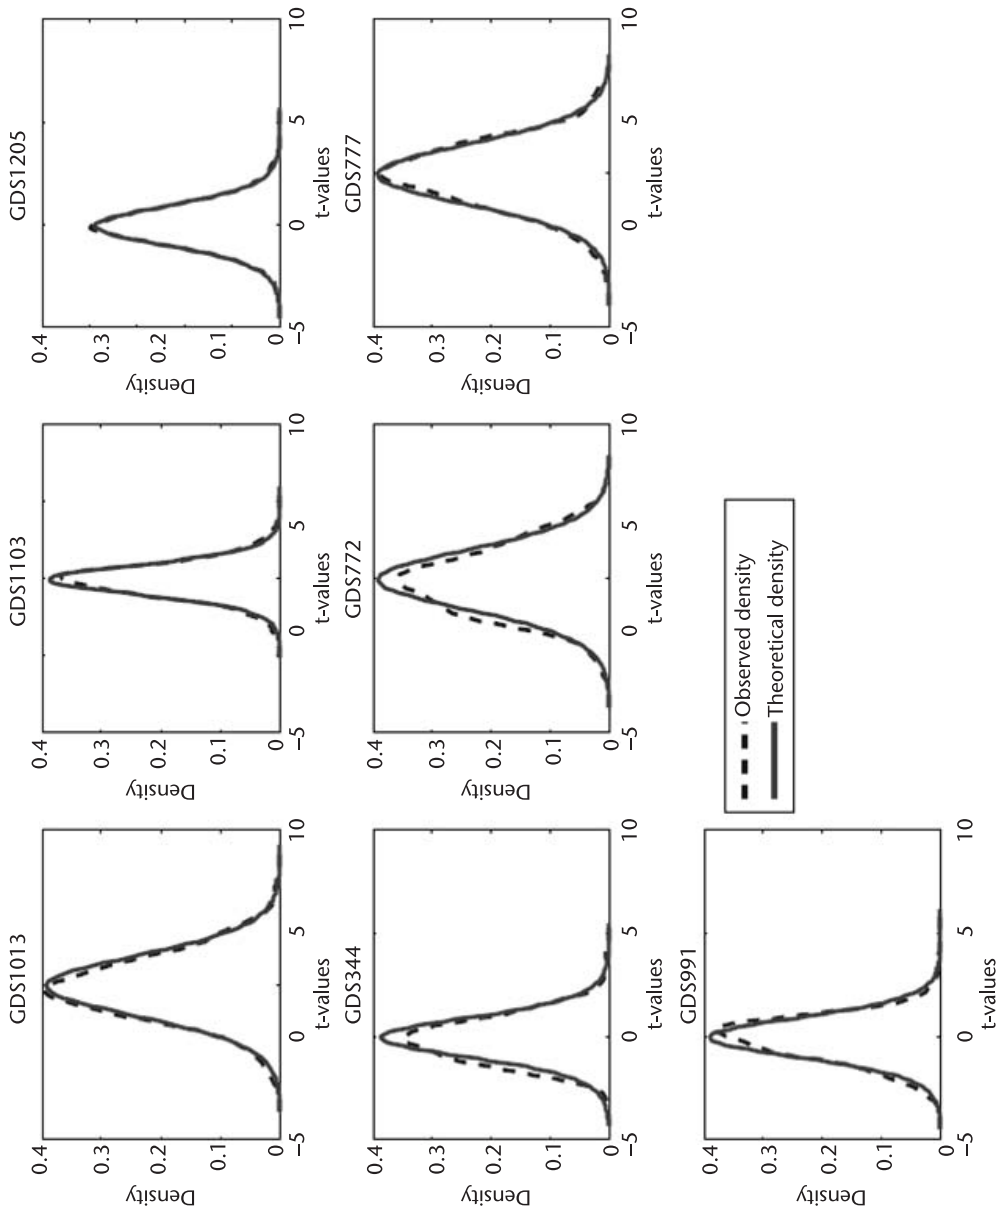 GDS1013
Density
0.4
0.3
0.2
0.1
0
−5
0
5
10
t-values
GDS1103
Density
0.4
0.3
0.2
0.1
0
−5
0
5
10
t-values
GDS1205
Density
0.4
0.3
0.2
0.1
0
−5
0
5
10
t-values
GDS344
Density
0.4
0.3
0.2
0.1
0
−5
0
5
10
t-values
GDS772
Density
0.4
0.3
0.2
0.1
0
−5
0
5
10
t-values
GDS777
Density
0.4
0.3
0.2
0.1
0
−5
0
5
10
t-values
GDS991
Density
0.4
0.3
0.2
0.1
0
−5
0
5
10
t-values
Observed density
Theoretical density